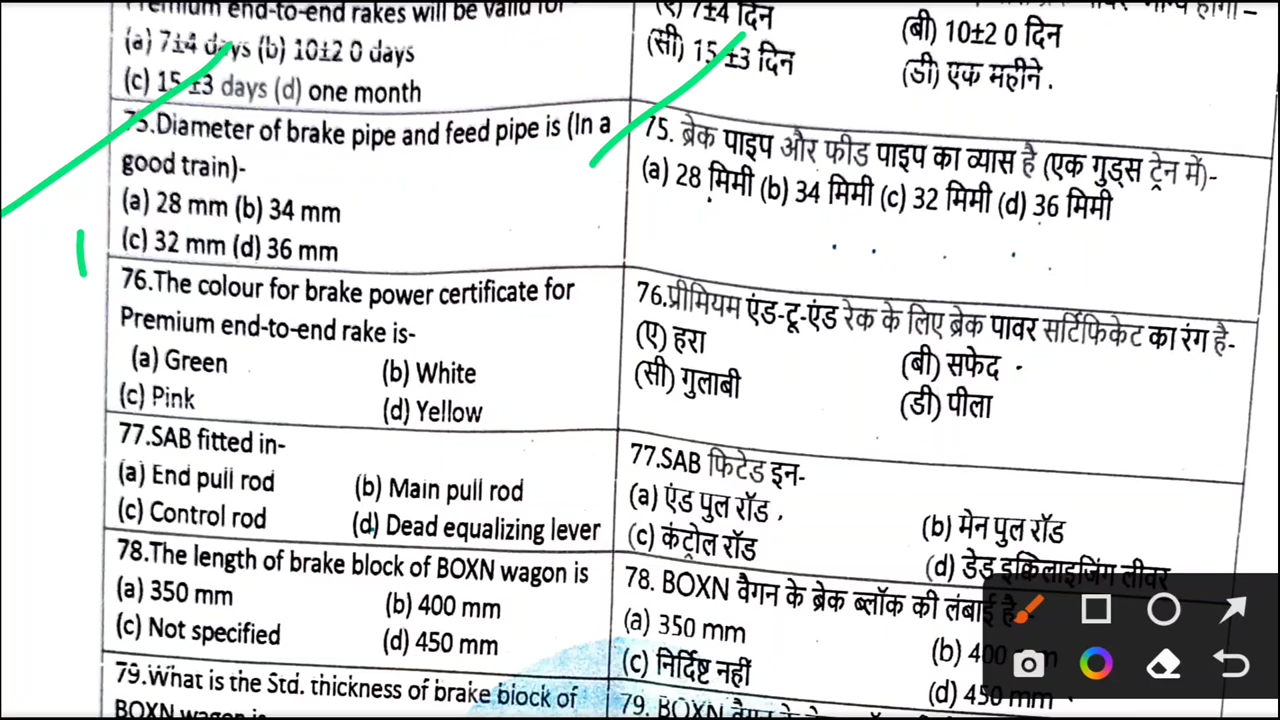 Premium end-to-end rakes will be valid for
(a) 7±4 days (b) 10±2 0 days
(c) 15 ±3 days (d) one month
75.Diameter of brake pipe and feed pipe is (In a
good train)-
(a) 28 mm (b) 34 mm
(c) 32 mm (d) 36 mm
76.The colour for brake power certificate for
Premium end-to-end rake is-
(a) Green (b) White
(c) Pink (d) Yellow
77.SAB fitted in-
(a) End pull rod (b) Main pull rod
(c) Control rod (d) Dead equalizing lever
78.The length of brake block of BOXN wagon is
(a) 350 mm (b) 400 mm
(c) Not specified (d) 450 mm
79.What is the Std. thickness of brake block of
BOXN wagon is
(ए) 7±4 दिन (बी) 10±2 0 दिन
(सी) 15 ±3 दिन (डी) एक महीने .
75. ब्रेक पाइप और फीड पाइप का व्यास है (एक गुड्स ट्रेन में)-
(a) 28 मिमी (b) 34 मिमी (c) 32 मिमी (d) 36 मिमी
76.प्रीमियम एंड-टू-एंड रेक के लिए ब्रेक पावर सर्टिफिकेट का रंग है-
(ए) हरा (बी) सफेद
(सी) गुलाबी (डी) पीला
77.SAB फिटेड इन-
(a) एंड पुल रॉड . (b) मेन पुल रॉड
(c) कंट्रोल रॉड (d) डेड इक्विलाइजिंग लीवर
78. BOXN वैगन के ब्रेक ब्लॉक की लंबाई है -
(a) 350 mm (b) 400 mm
(c) निर्दिष्ट नहीं (d) 450 mm
79. BOXN वैगन के ब्रेक ब्लॉक